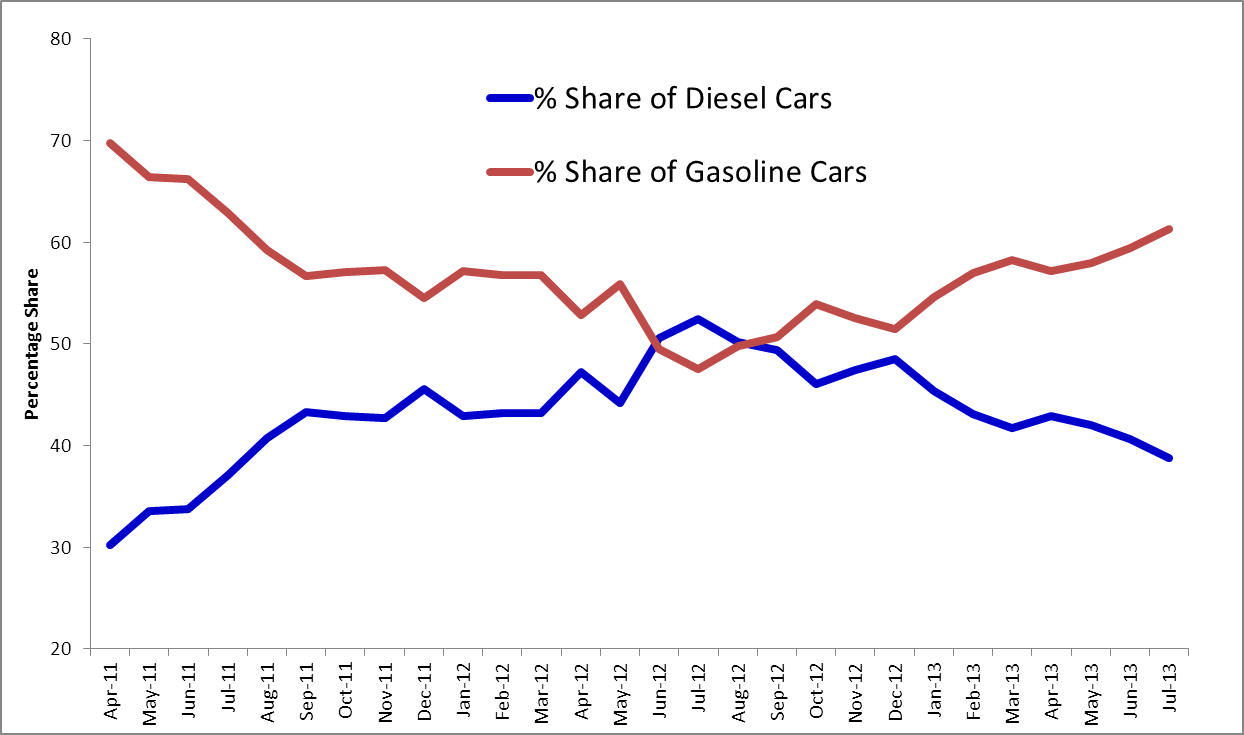 80
70
60
50
40
30
20
Percentage Share
% Share of Diesel Cars
% Share of Gasoline Cars
Apr-11
May-11
Jun-11
Jul-11
Aug-11
Sep-11
Oct-11
Nov-11
Dec-11
Jan-12
Feb-12
Mar-12
Apr-12
May-12
Jun-12
Jul-12
Aug-12
Sep-12
Oct-12
Nov-12
Dec-12
Jan-13
Feb-13
Mar-13
Apr-13
May-13
Jun-13
Jul-13